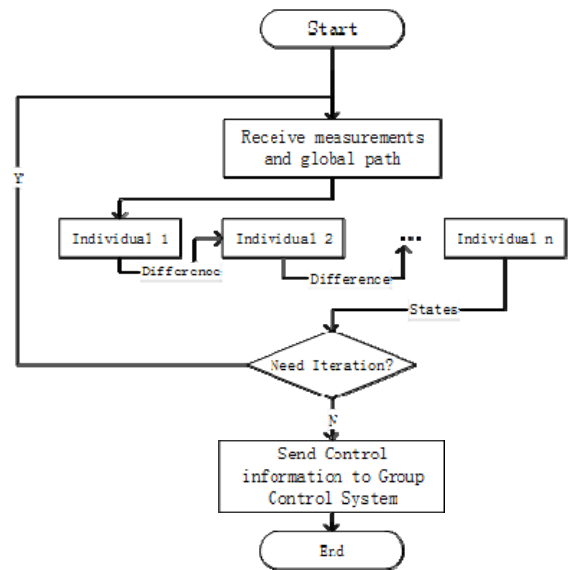 Start
Receive measurements
and global path
Y
Individual 1
Individual 2
...
Individual n
Difference
Difference
States
Need Iteration?
N
Send Control
information to Group
Control System
End